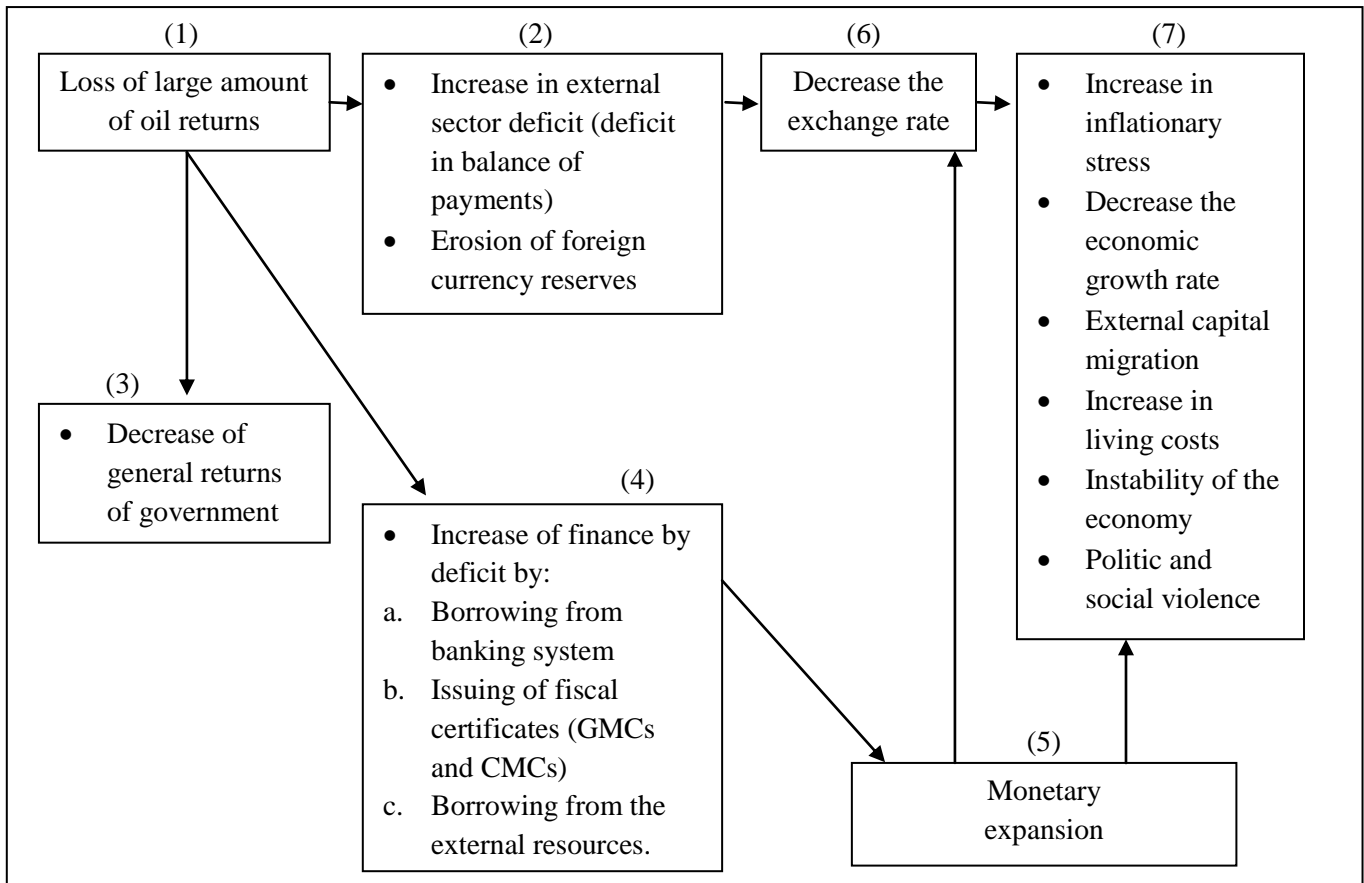 (1)
Loss of large amount
of oil returns
(2)
• Increase in external
sector deficit (deficit
in balance of
payments)
• Erosion of foreign
currency reserves
(6)
Decrease the
exchange rate
(7)
• Increase in
inflationary
stress
• Decrease the
economic
growth rate
• External capital
migration
• Increase in
living costs
• Instability of the
economy
• Politic and
social violence
(3)
• Decrease of
general returns
of government
(4)
• Increase of finance by
deficit by:
a. Borrowing from
banking system
b. Issuing of fiscal
certificates (GMCs
and CMCs)
c. Borrowing from the
external resources.
(5)
Monetary
expansion